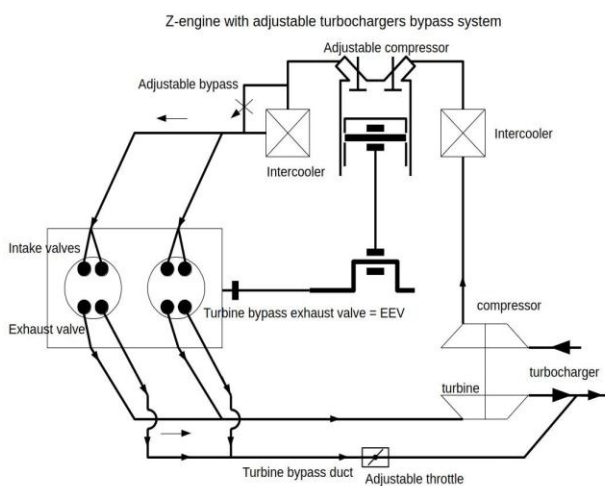 Z-engine with adjustable turbochargers bypass system
Adjustable compressor
Adjustable bypass
Intercooler
Intercooler
Intake valves
Exhaust valve
Turbine bypass exhaust valve = EEV
compressor
turbocharger
turbine
Turbine bypass duct
Adjustable throttle